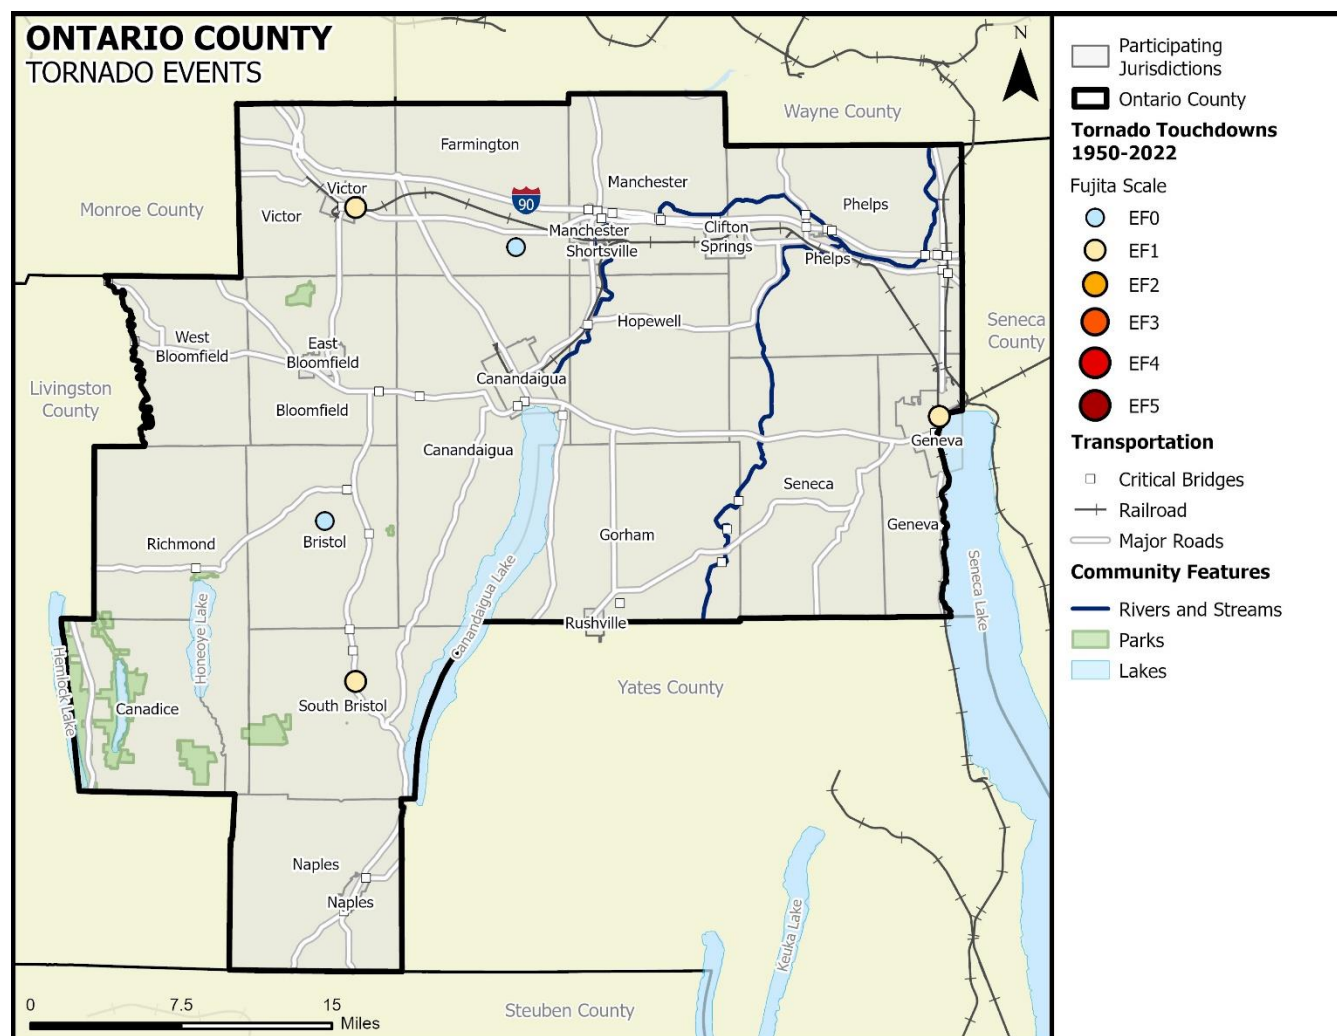 ONTARIO COUNTY
TORNADO EVENTS
N
Wayne County
Farmington
Manchester
Victor
Monroe County
Victor
90
Phelps
Manchester
Clifton
Springs
Shortsville
Phelps
Hopewell
Seneca
County
West
Bloomfield
East
Bloomfield
Livingston
County
Canandaigua
Bloomfield
Geneva
Canandaigua
Seneca
Geneva
Gorham
Bristol
Richmond
Canandaigua Lake
Seneca Lake
Honeoye Lake
Rushville
Hemlock Lake
Yates County
South Bristol
Canadice
Naples
Naples
Keuka Lake
Steuben County
0
7.5
15
Miles
Participating
Jurisdictions
Ontario County
Tornado Touchdowns
1950-2022
Fujita Scale
EF0
EF1
EF2
EF3
EF4
EF5
Transportation
Critical Bridges
Railroad
Major Roads
Community Features
Rivers and Streams
Parks
Lakes